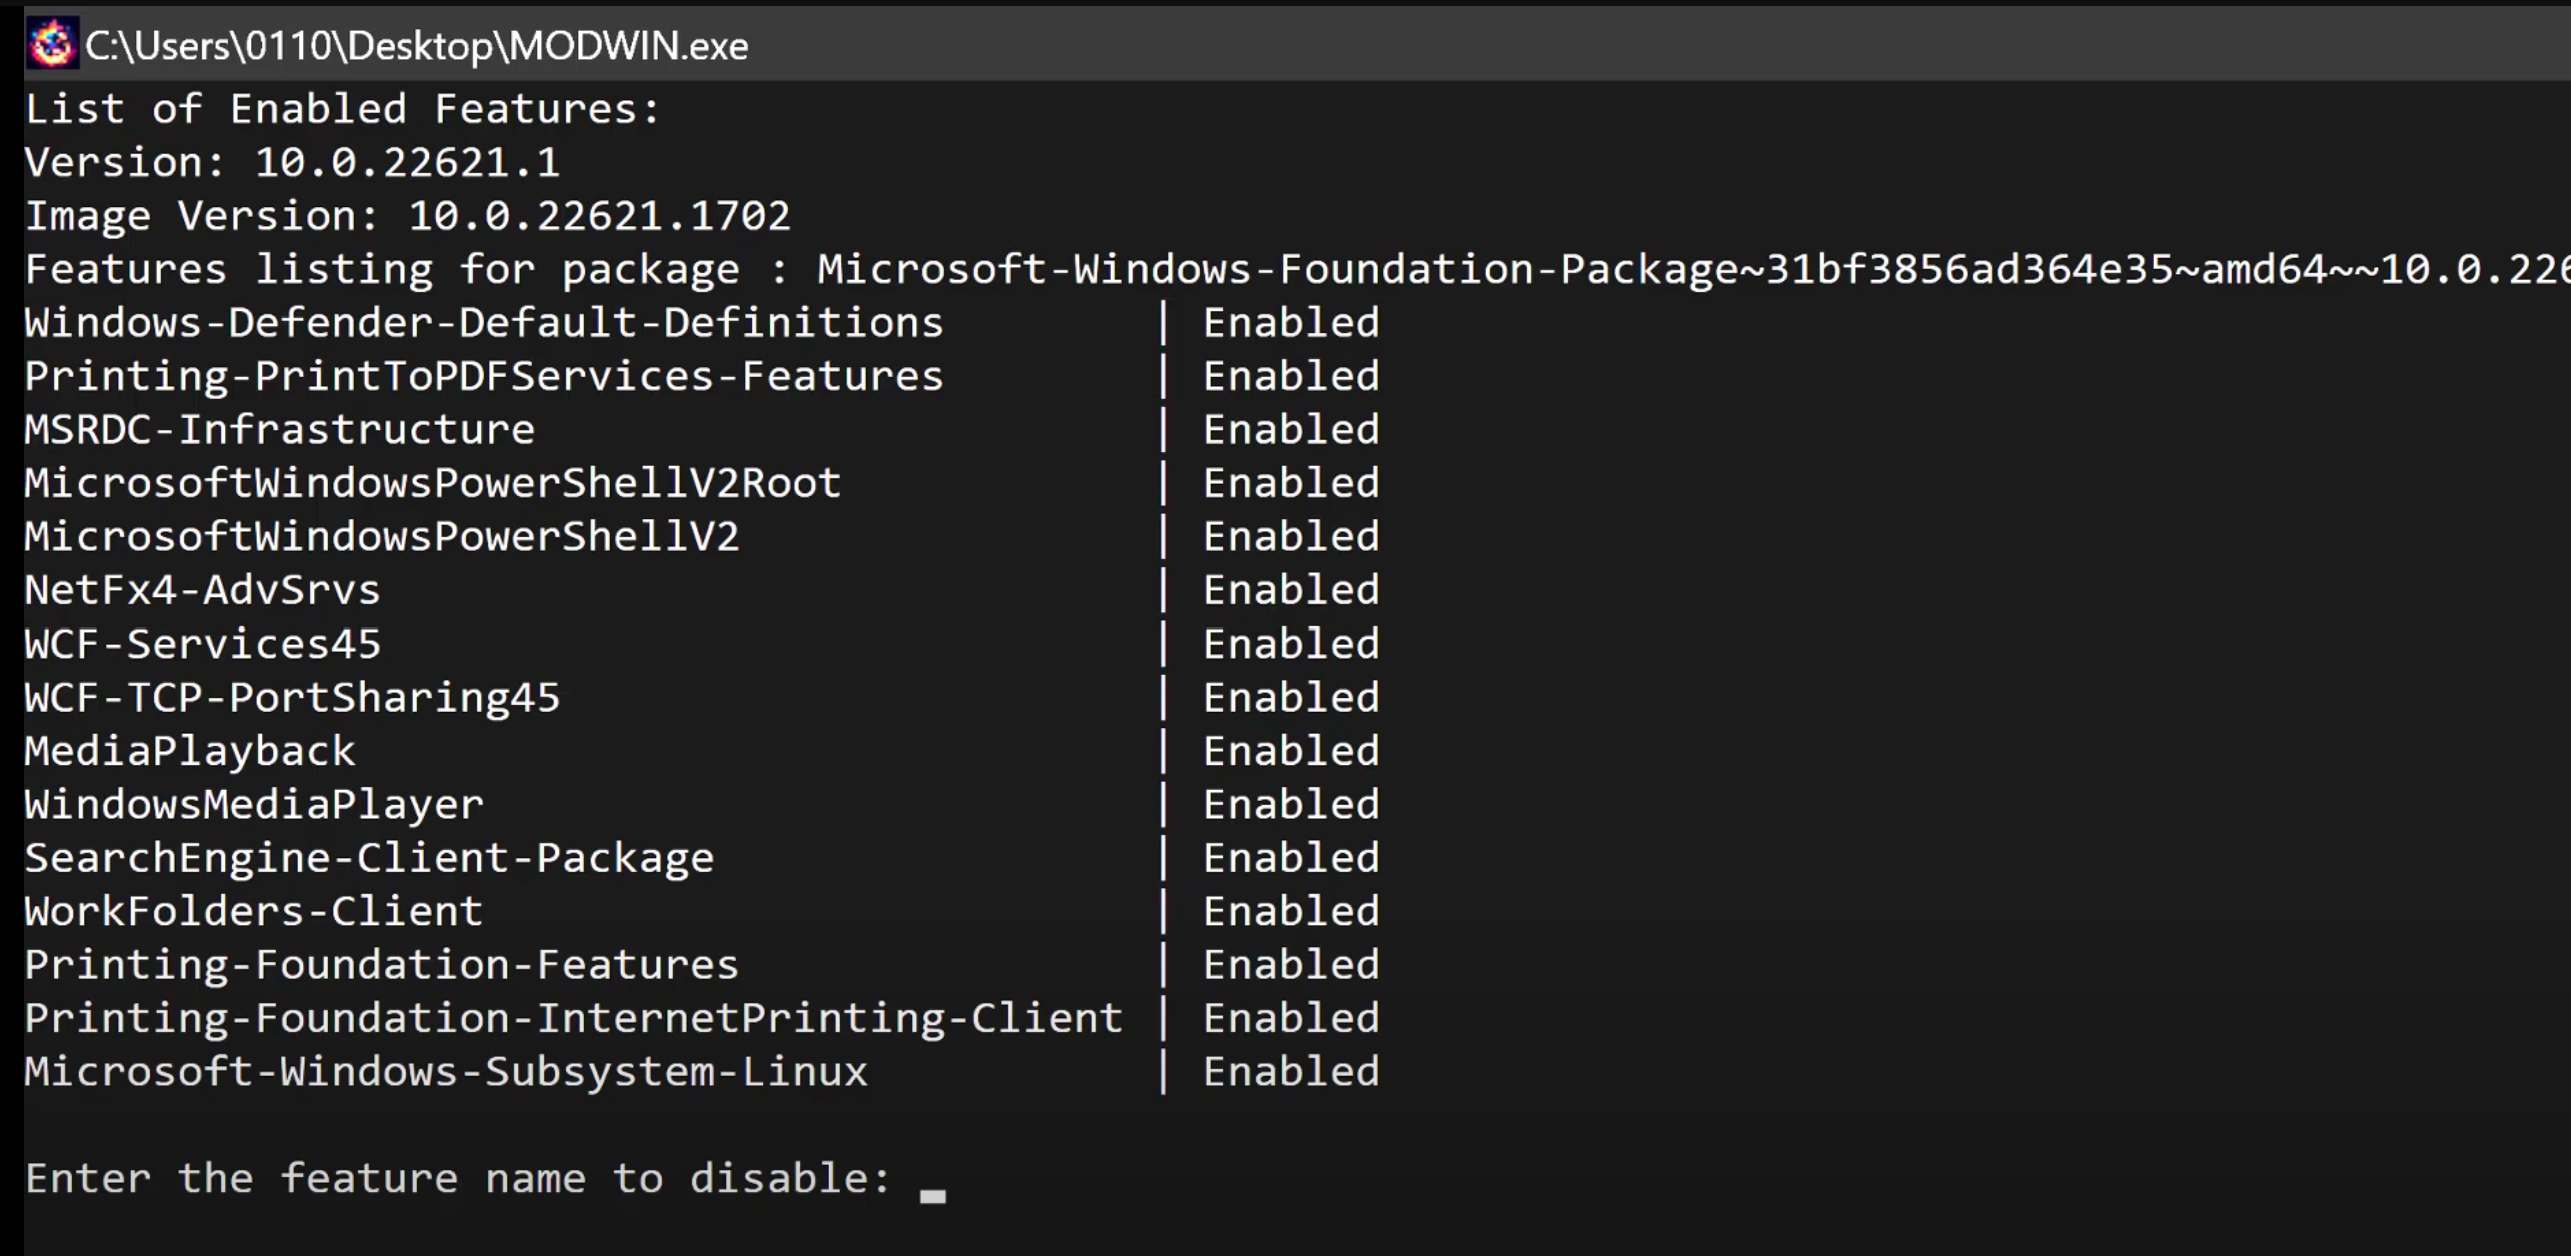 C:\Users\0110\Desktop\MODWIN.exe
List of Enabled Features:
Version: 10.0.22621.1
Image Version: 10.0.22621.1702
Features listing for package : Microsoft-Windows-Foundation-Package~31bf3856ad364e35~amd64~~10.0.226
Windows-Defender-Default-Definitions | Enabled
Printing-PrintToPDFServices-Features | Enabled
MSRDC-Infrastructure | Enabled
MicrosoftWindowsPowerShellV2Root | Enabled
MicrosoftWindowsPowerShellV2 | Enabled
NetFx4-AdvSrvs | Enabled
WCF-Services45 | Enabled
WCF-TCP-PortSharing45 | Enabled
MediaPlayback | Enabled
WindowsMediaPlayer | Enabled
SearchEngine-Client-Package | Enabled
WorkFolders-Client | Enabled
Printing-Foundation-Features | Enabled
Printing-Foundation-InternetPrinting-Client | Enabled
Microsoft-Windows-Subsystem-Linux | Enabled
Enter the feature name to disable: